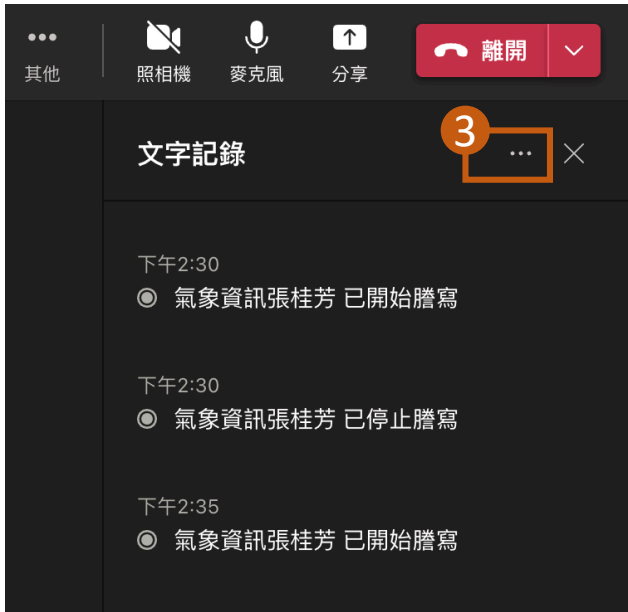 其他
照相機
麥克風
分享
離開
文字記錄
3
下午2:30
氣象資訊張桂芳 已開始謄寫
下午2:30
氣象資訊張桂芳 已停止謄寫
下午2:35
氣象資訊張桂芳 已開始謄寫